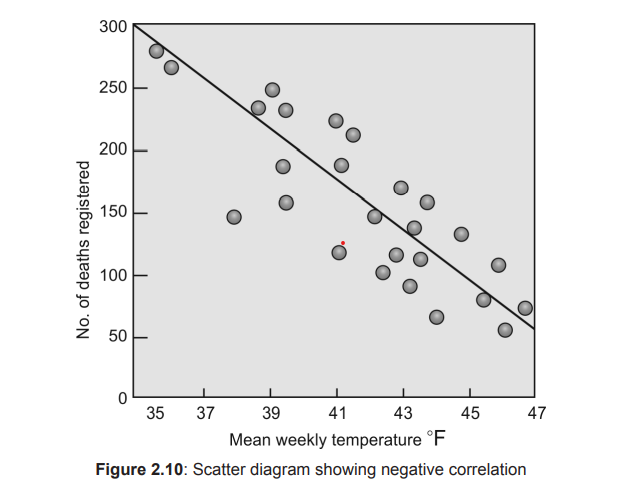 300
250
200
150
100
50
0
No. of deaths registered
35 37 39 41 43 45 47
Mean weekly temperature °F
Figure 2.10: Scatter diagram showing negative correlation